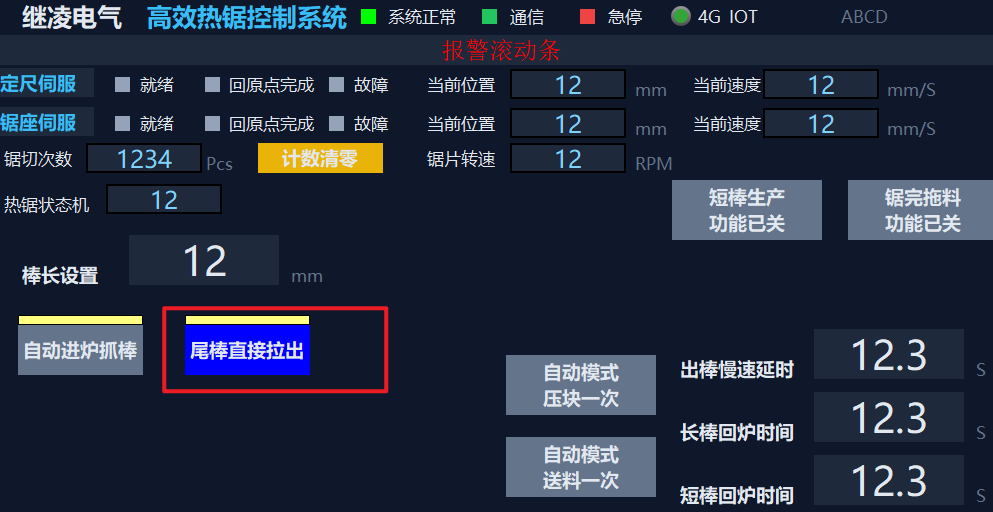 继凌电气 高效热锯控制系统 系统正常 通信 急停 4G IOT ABCD
报警滚动条
定尺伺服 就绪 回原点完成 故障 当前位置 12 mm 当前速度 12 mm/S
锯座伺服 就绪 回原点完成 故障 当前位置 12 mm 当前速度 12 mm/S
锯切次数 1234 Pcs 计数清零 锯片转速 12 RPM
热锯状态机 12
短棒生产
功能已关
锯完拖料
功能已关
棒长设置 12 mm
自动进炉抓棒 尾棒直接拉出
自动模式
压块一次
自动模式
送料一次
出棒慢速延时 12.3 S
长棒回炉时间 12.3 S
短棒回炉时间 12.3 S